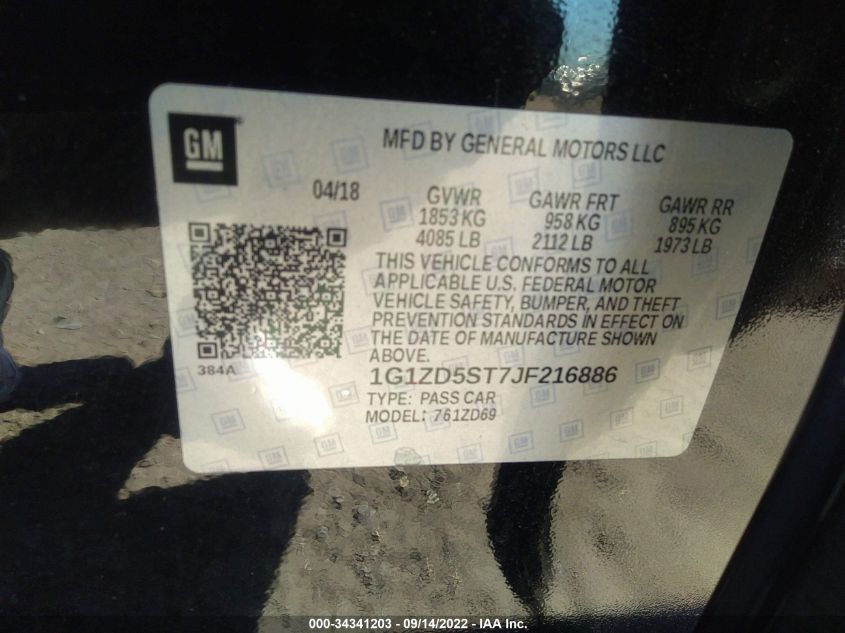 GM
MFD BY GENERAL MOTORS LLC
04/18
GVWR
1853 KG
4085 LB
GAWR FRT
958 KG
2112 LB
GAWR RR
895 KG
1973 LB
THIS VEHICLE CONFORMS TO ALL
APPLICABLE U.S. FEDERAL MOTOR
VEHICLE SAFETY, BUMPER, AND THEFT
PREVENTION STANDARDS IN EFFECT ON
THE DATE OF MANUFACTURE SHOWN
ABOVE.
384A
1G1ZD5ST7JF216886
TYPE: PASS CAR
MODEL: 761ZD69
000-34341203 - 09/14/2022 - IAA Inc.